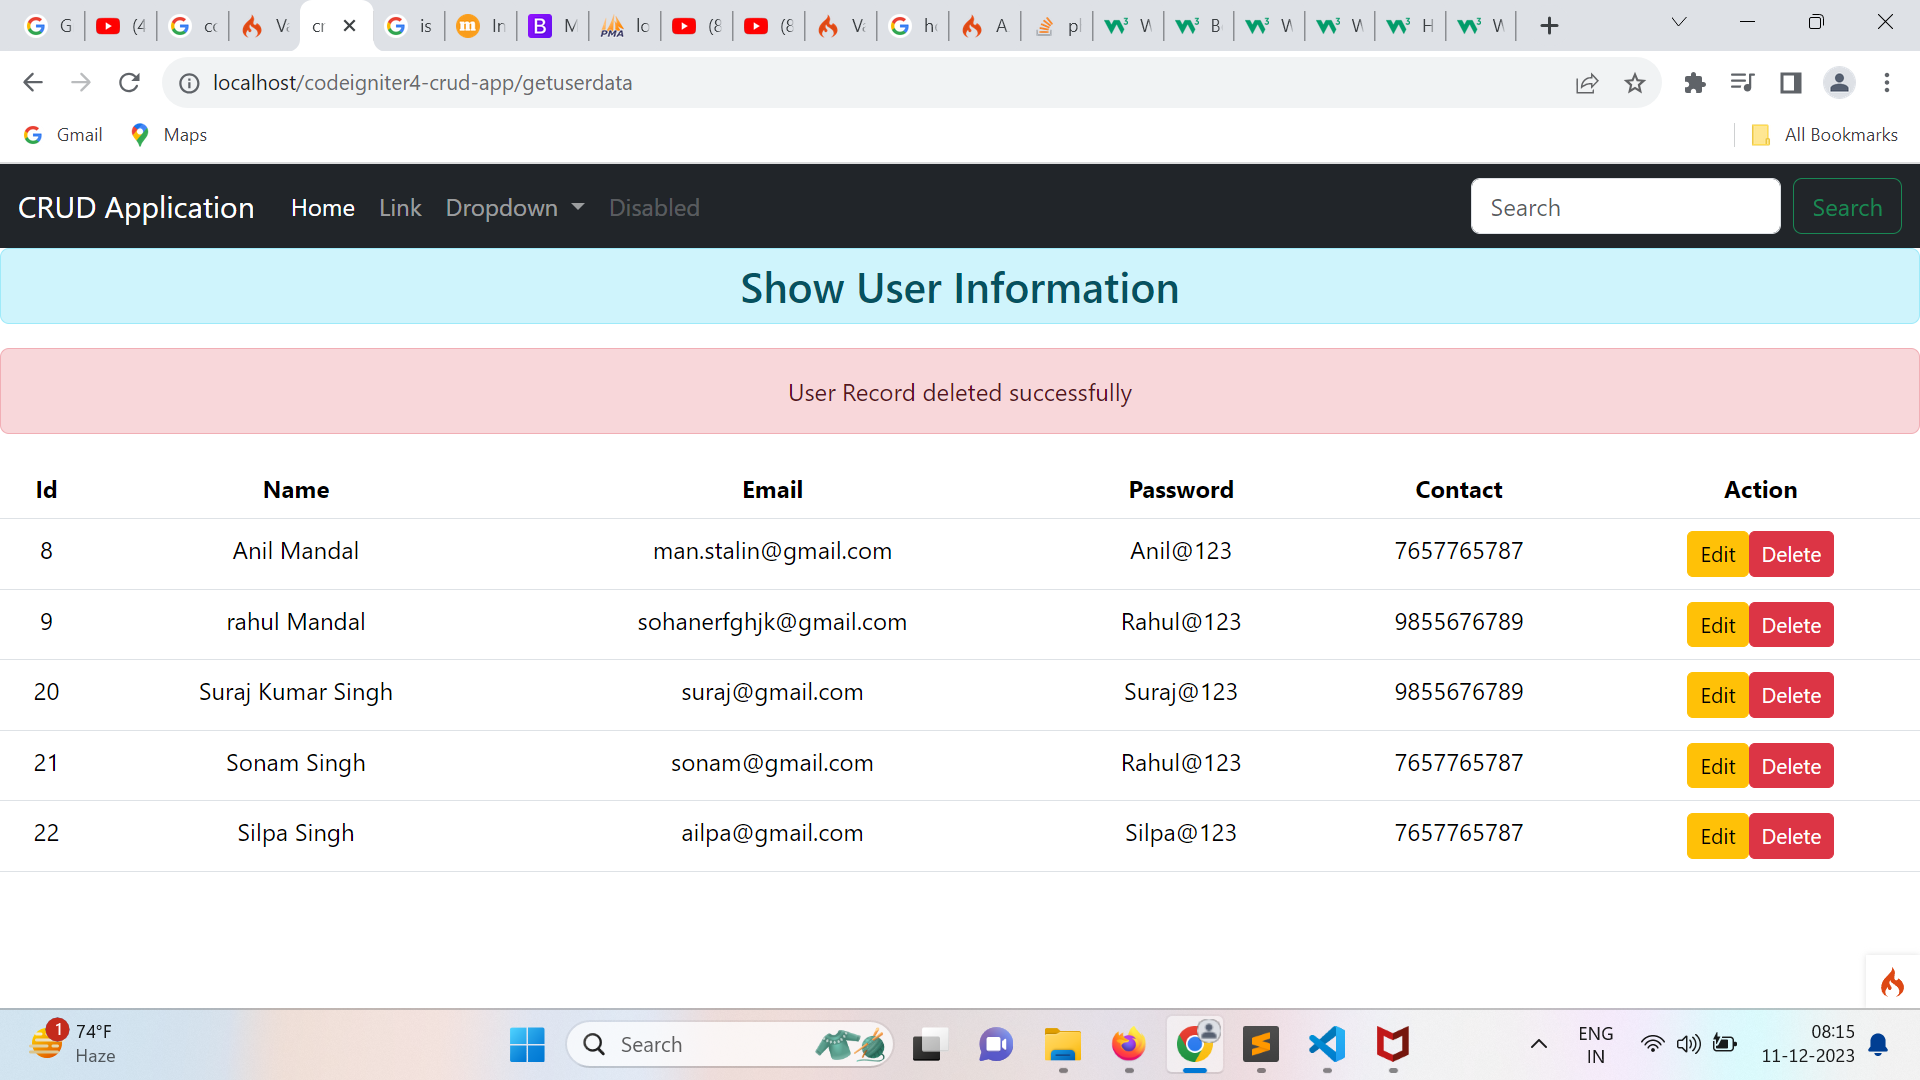 G (4 co Va cr is In M lo (8 (8 Va ho A pl W B W W H W
localhost/codeigniter4-crud-app/getuserdata
Gmail Maps All Bookmarks
CRUD Application Home Link Dropdown Disabled Search Search
Show User Information
User Record deleted successfully
Id Name Email Password Contact Action
8 Anil Mandal man.stalin@gmail.com Anil@123 7657765787 Edit Delete
9 rahul Mandal sohanerfghjk@gmail.com Rahul@123 9855676789 Edit Delete
20 Suraj Kumar Singh suraj@gmail.com Suraj@123 9855676789 Edit Delete
21 Sonam Singh sonam@gmail.com Rahul@123 7657765787 Edit Delete
22 Silpa Singh ailpa@gmail.com Silpa@123 7657765787 Edit Delete
1 74°F Search ENG 08:15
Haze IN 11-12-2023